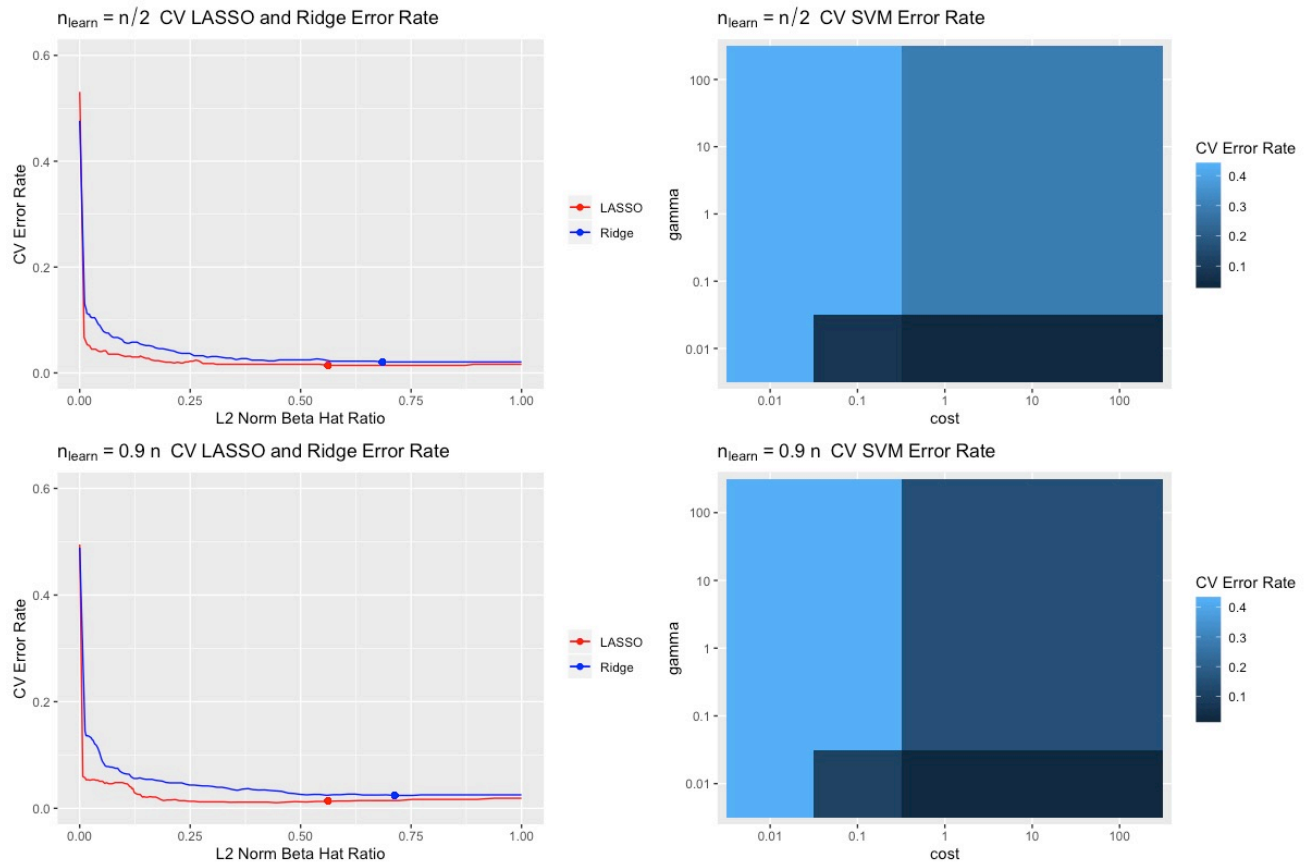 n_learn = n/2 CV LASSO and Ridge Error Rate
0.6
0.4
0.2
0.0
CV Error Rate
0.00 0.25 0.50 0.75 1.00
L2 Norm Beta Hat Ratio
LASSO
Ridge
n_learn = n/2 CV SVM Error Rate
100
10
1
0.1
0.01
gamma
0.01 0.1 1 10 100
cost
CV Error Rate
0.4
0.3
0.2
0.1
n_learn = 0.9 n CV LASSO and Ridge Error Rate
0.6
0.4
0.2
0.0
CV Error Rate
0.00 0.25 0.50 0.75 1.00
L2 Norm Beta Hat Ratio
LASSO
Ridge
n_learn = 0.9 n CV SVM Error Rate
100
10
1
0.1
0.01
gamma
0.01 0.1 1 10 100
cost
CV Error Rate
0.4
0.3
0.2
0.1